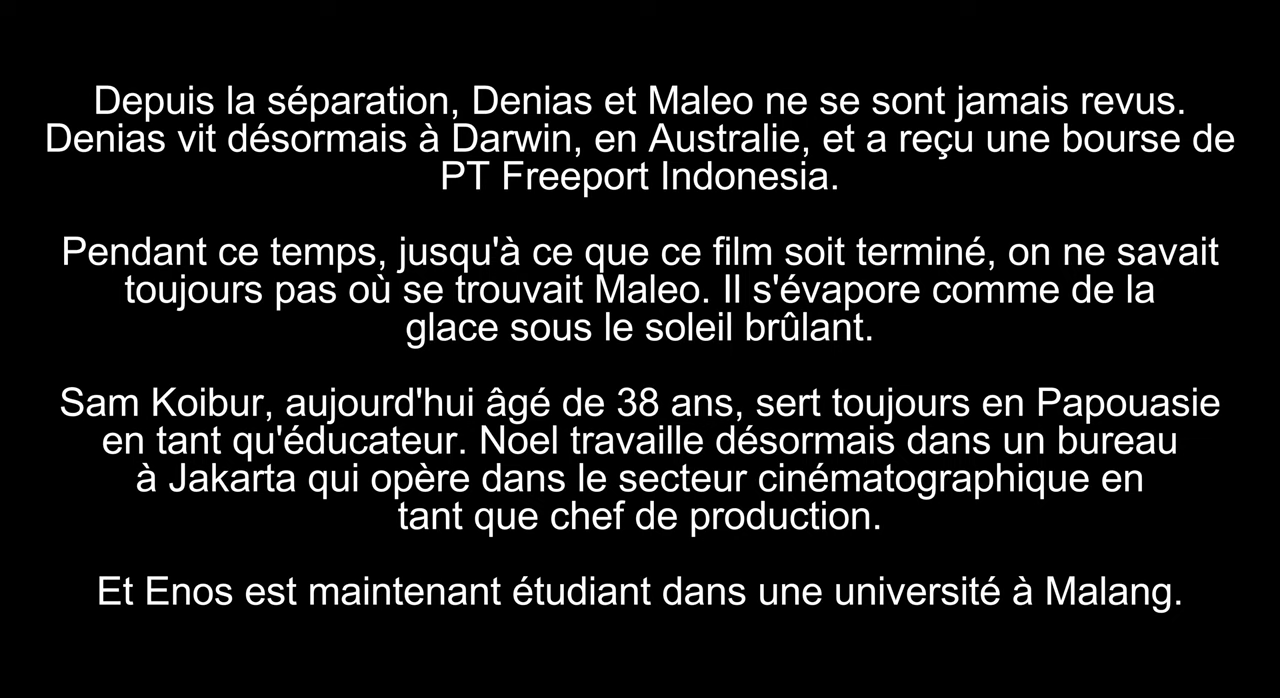 Depuis la séparation, Denias et Maleo ne se sont jamais revus.
Denias vit désormais à Darwin, en Australie, et a reçu une bourse de
PT Freeport Indonesia.
Pendant ce temps, jusqu'à ce que ce film soit terminé, on ne savait
toujours pas où se trouvait Maleo. Il s'évapore comme de la
glace sous le soleil brûlant.
Sam Koibur, aujourd'hui âgé de 38 ans, sert toujours en Papouasie
en tant qu'éducateur. Noel travaille désormais dans un bureau
à Jakarta qui opère dans le secteur cinématographique en
tant que chef de production.
Et Enos est maintenant étudiant dans une université à Malang.